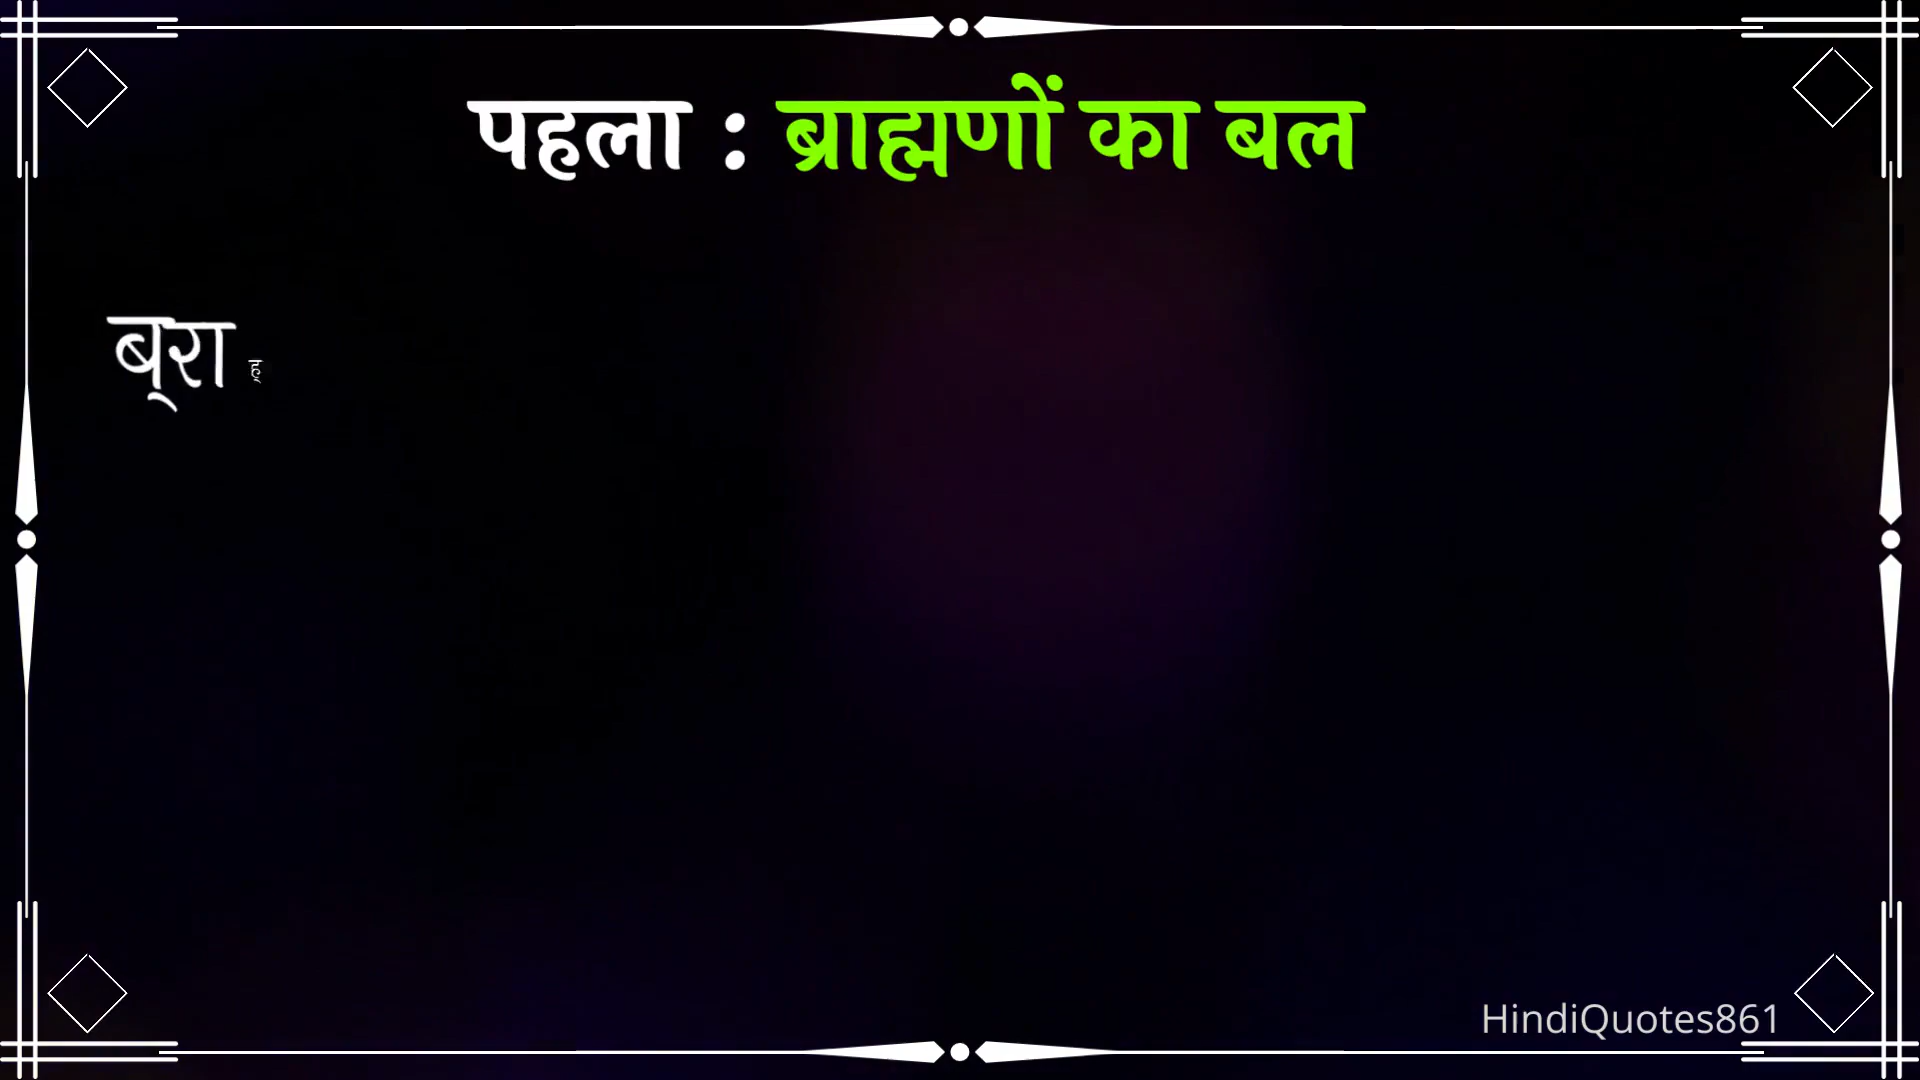 पहला : ब्राह्मणों का बल
ब्‌रा ह्
HindiQuotes861